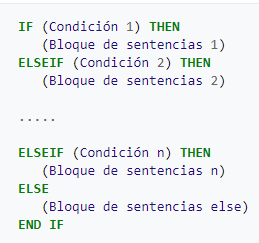 IF (Condición 1) THEN
(Bloque de sentencias 1)
ELSEIF (Condición 2) THEN
(Bloque de sentencias 2)
.....
ELSEIF (Condición n) THEN
(Bloque de sentencias n)
ELSE
(Bloque de sentencias else)
END IF